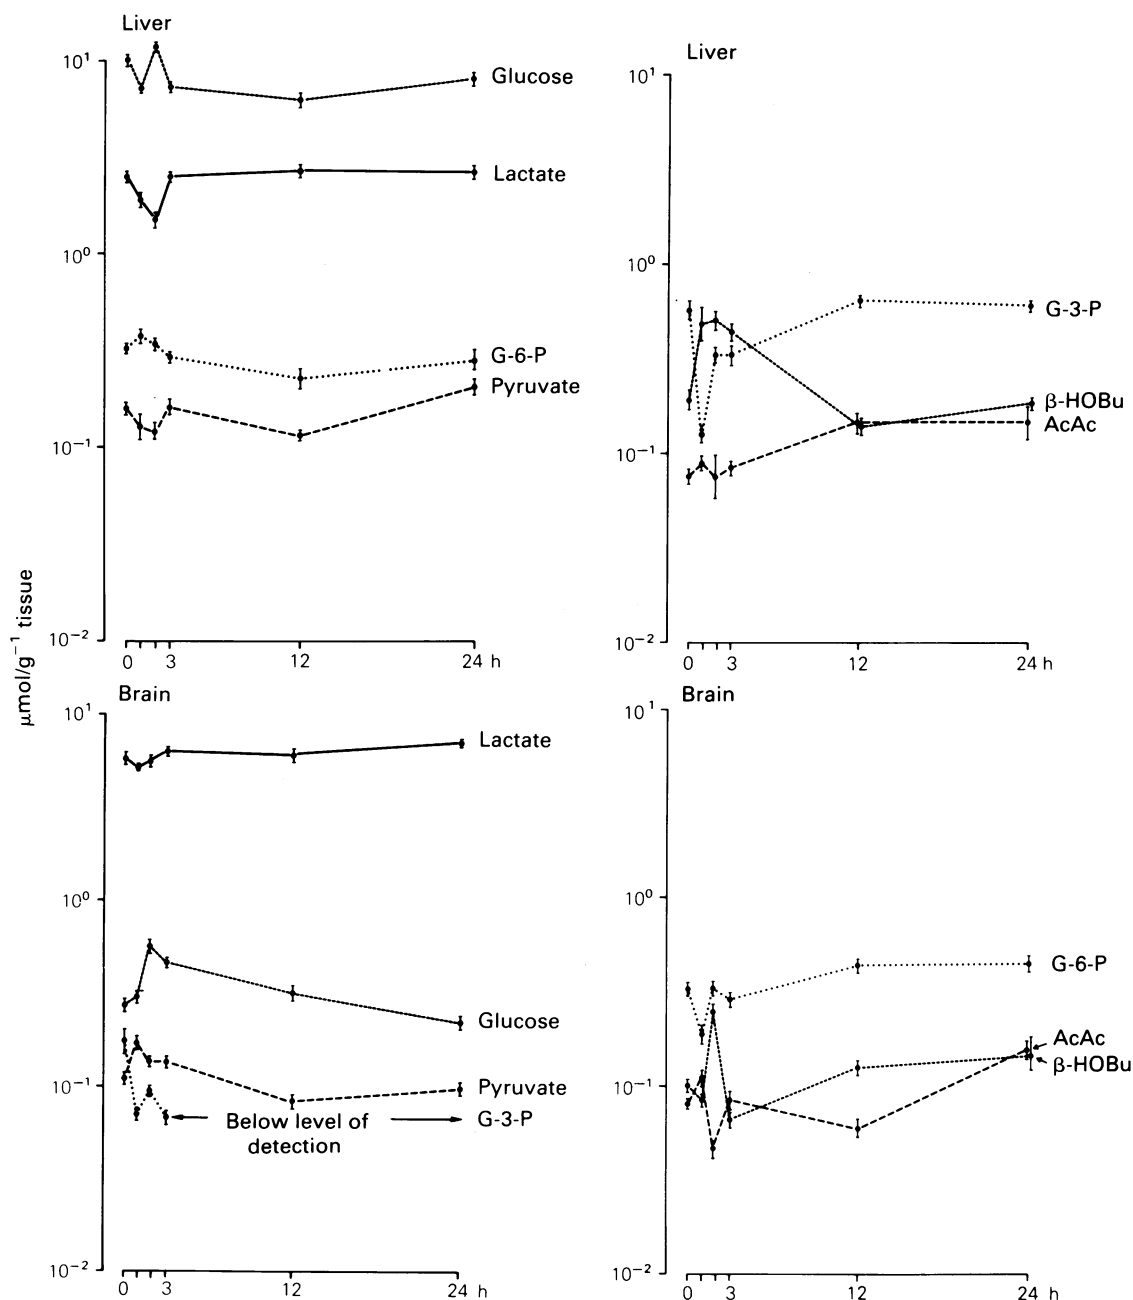 Liver
10¹
10⁰
10⁻¹
10⁻²
Glucose
Lactate
G-6-P
Pyruvate
0 3 12 24 h
Liver
10¹
10⁰
10⁻¹
10⁻²
G-3-P
β-HOBu
AcAc
0 3 12 24 h
μmol/g⁻¹ tissue
Brain
10¹
10⁰
10⁻¹
10⁻²
Lactate
Glucose
Pyruvate
G-3-P
Below level of
detection
0 3 12 24 h
Brain
10¹
10⁰
10⁻¹
10⁻²
G-6-P
AcAc
β-HOBu
0 3 12 24 h